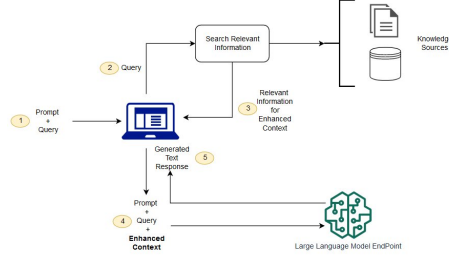 Search Relevant
Information
Knowledg
Sources
2
Query
1
Prompt
+
Query
3
Relevant
Information
for
Enhanced
Context
Generated
Text
Response
5
4
Prompt
+
Query
+
Enhanced
Context
Large Language Model EndPoint